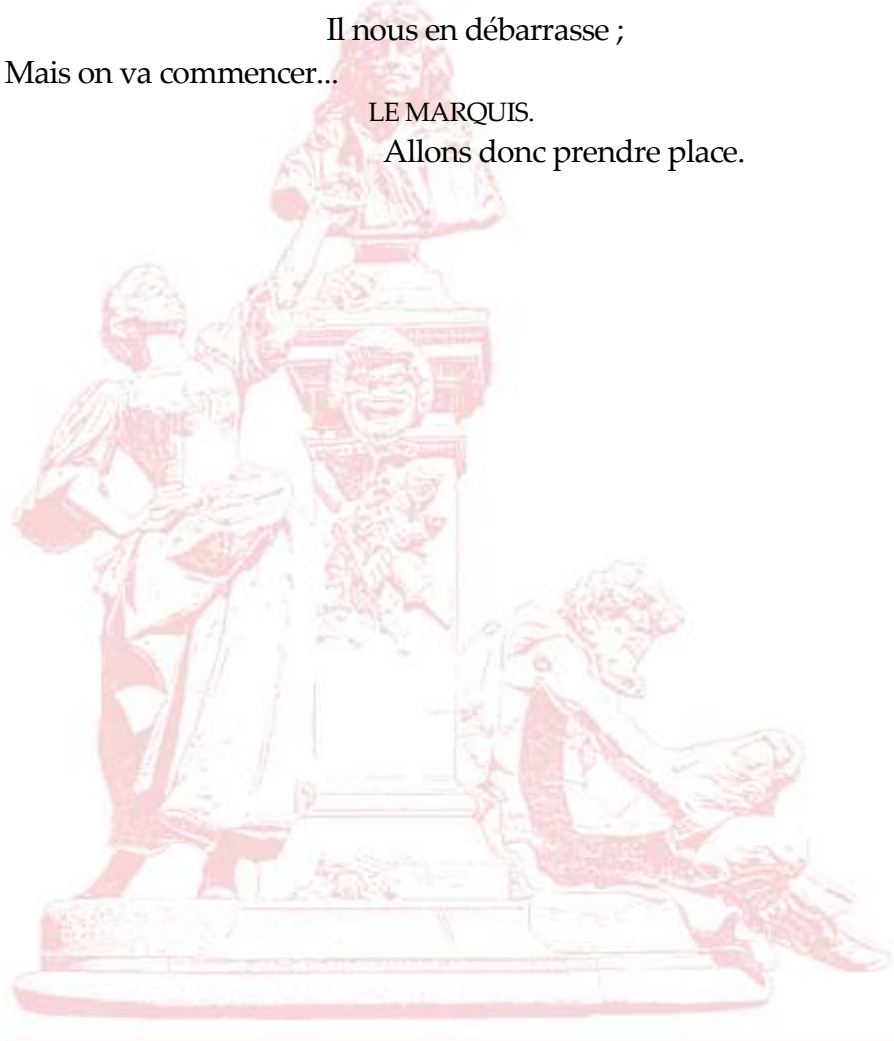 Il nous en débarrasse ;
Mais on va commencer...
LE MARQUIS.
Allons donc prendre place.